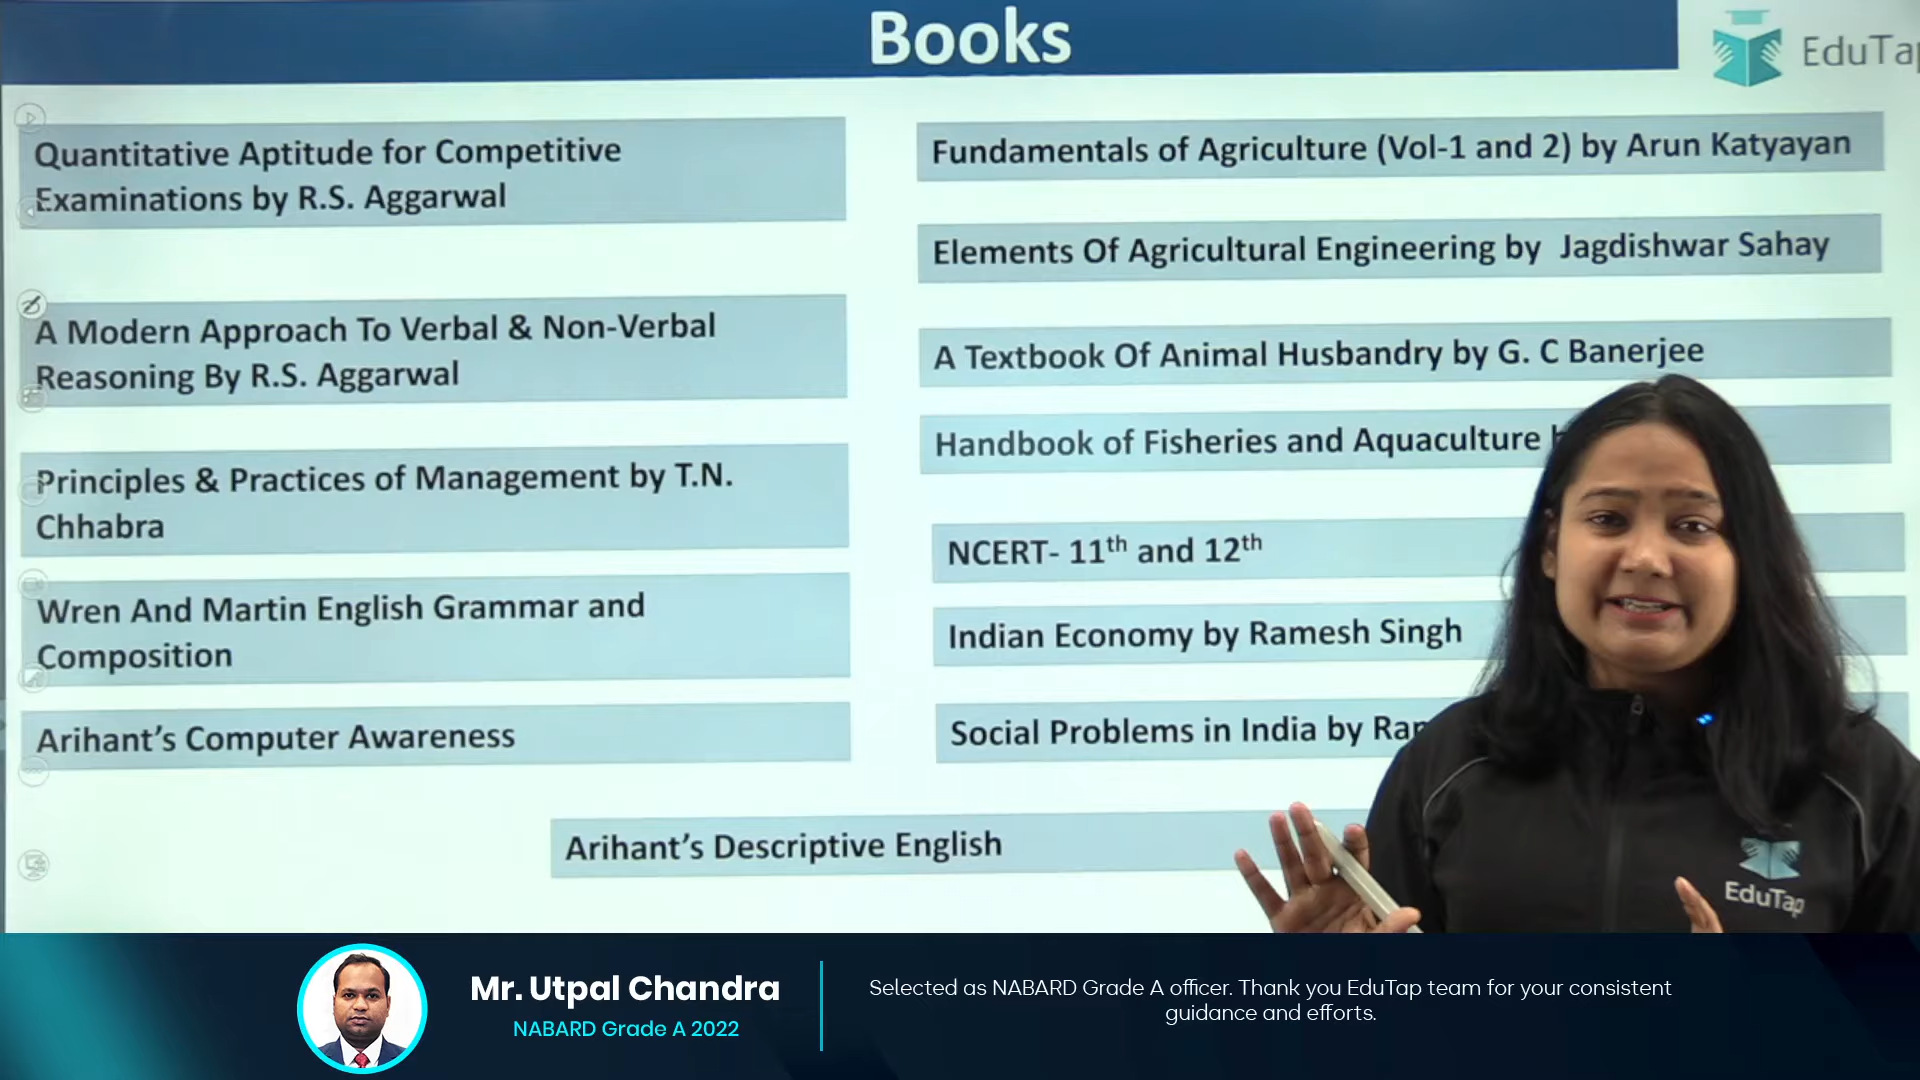 Books
EduTap
Quantitative Aptitude for Competitive
Examinations by R.S. Aggarwal
A Modern Approach To Verbal & Non-Verbal
Reasoning By R.S. Aggarwal
Principles & Practices of Management by T.N.
Chhabra
Wren And Martin English Grammar and
Composition
Arihant's Computer Awareness
Fundamentals of Agriculture (Vol-1 and 2) by Arun Katyayan
Elements Of Agricultural Engineering by Jagdishwar Sahay
A Textbook Of Animal Husbandry by G. C Banerjee
Handbook of Fisheries and Aquaculture
NCERT- 11th and 12th
Indian Economy by Ramesh Singh
Social Problems in India by
Arihant's Descriptive English
EduTap
Mr. Utpal Chandra
NABARD Grade A 2022
Selected as NABARD Grade A officer. Thank you EduTap team for your consistent
guidance and efforts.